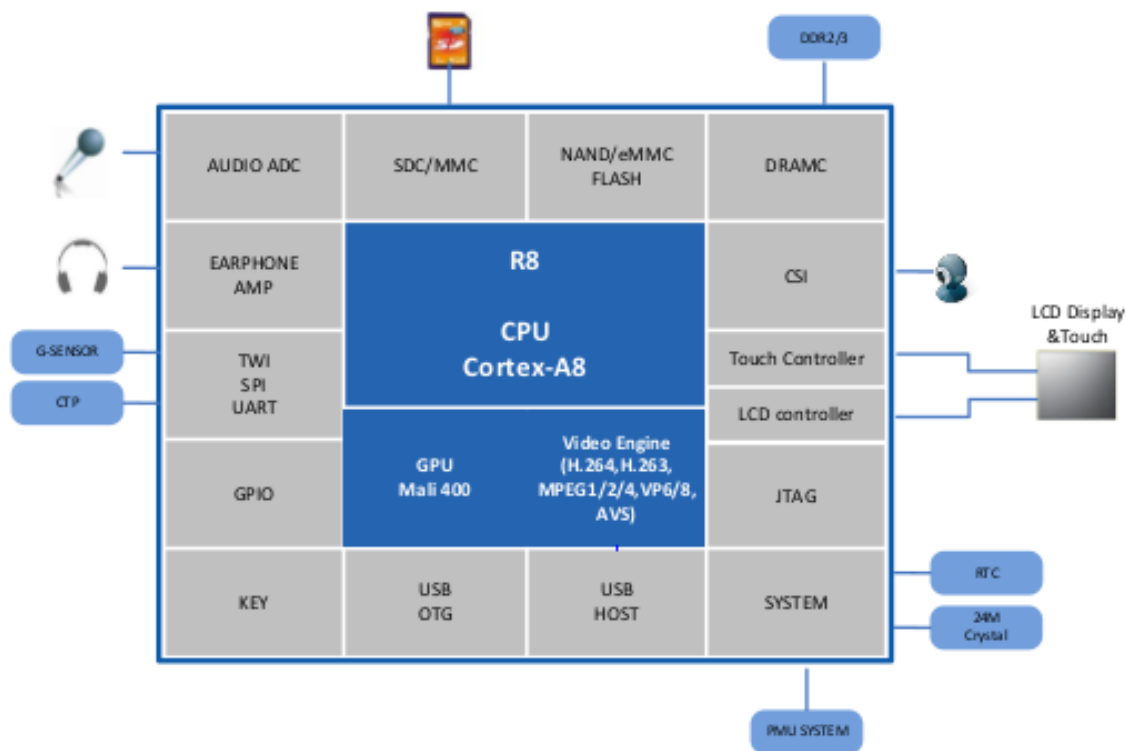 DDR2/3
AUDIO ADC
SDC/MMC
NAND/eMMC
FLASH
DRAMC
EARPHONE
AMP
R8
CPU
Cortex-A8
CSI
LCD Display
&Touch
G-SENSOR
CTP
TWI
SPI
UART
Touch Controller
LCD controller
GPIO
GPU
Mali 400
Video Engine
(H.264,H.263,
MPEG1/2/4,VP6/8,
AVS)
JTAG
KEY
USB
OTG
USB
HOST
SYSTEM
RTC
24M
Crystal
PMU SYSTEM